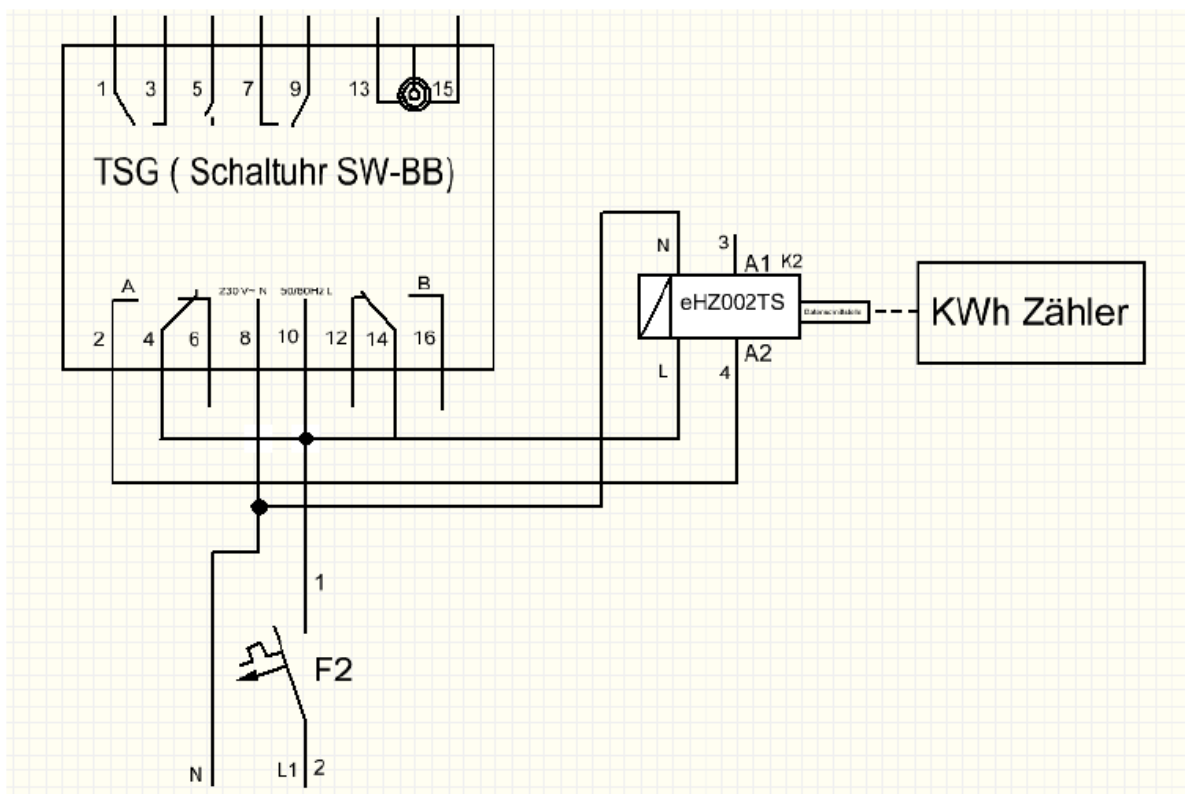 1 3 5 7 9 13 15
TSG ( Schaltuhr SW-BB)
A 230V~ N 50/60Hz L B
2 4 6 8 10 12 14 16
N 3 A1 K2
eHZ002TS
KWh Zähler
L 4 A2
1
F2
N L1 2